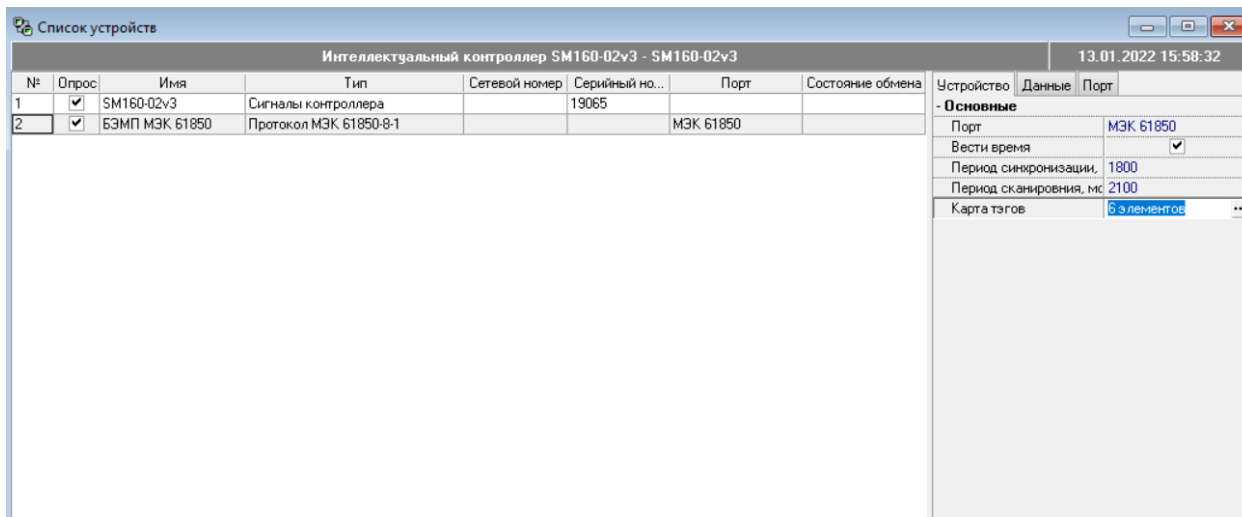 Список устройств
Интеллектуальный контроллер SM160-02v3 - SM160-02v3 13.01.2022 15:58:32
№ Опрос Имя Тип Сетевой номер Серийный но... Порт Состояние обмена
1 SM160-02v3 Сигналы контроллера 19065
2 БЭМП МЭК 61850 Протокол МЭК 61850-8-1 МЭК 61850
Устройство Данные Порт
- Основные
Порт МЭК 61850
Вести время
Период синхронизации, 1800
Период сканировния, мс 2100
Карта тэгов 6 элементов ...